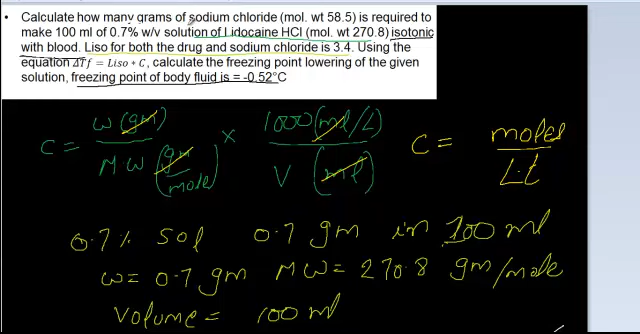 • Calculate how many grams of sodium chloride (mol. wt 58.5) is required to
make 100 ml of 0.7% w/v solution of Lidocaine HCl (mol. wt 270.8) isotonic
with blood. Liso for both the drug and sodium chloride is 3.4. Using the
equation ΔTf = Liso * C, calculate the freezing point lowering of the given
solution, freezing point of body fluid is = -0.52°C
C = w (gm) / MW (gm/mole) × 1000 (ml/L) / V (ml)
C = moles / Lt
0.7% sol 0.7 gm in 100 ml
w = 0.7 gm MW = 270.8 gm/mole
Volume = 100 ml